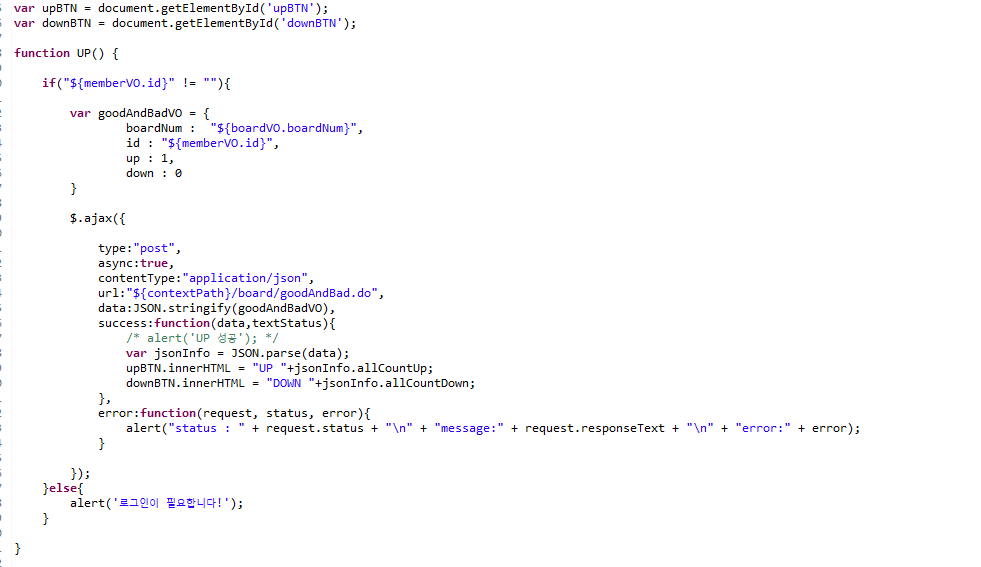 var upBTN = document.getElementById('upBTN');
var downBTN = document.getElementById('downBTN');
function UP() {
if("${memberVO.id}" != ""){
var goodAndBadVO = {
boardNum :  "${boardVO.boardNum}",
id : "${memberVO.id}",
up : 1,
down : 0
}
$.ajax({
type:"post",
async:true,
contentType:"application/json",
url:"${contextPath}/board/goodAndBad.do",
data:JSON.stringify(goodAndBadVO),
success:function(data,textStatus){
/* alert('UP 성공'); */
var jsonInfo = JSON.parse(data);
upBTN.innerHTML = "UP "+jsonInfo.allCountUp;
downBTN.innerHTML = "DOWN "+jsonInfo.allCountDown;
},
error:function(request, status, error){
alert("status : " + request.status + "\n" + "message:" + request.responseText + "\n" + "error:" + error);
}
});
}else{
alert('로그인이 필요합니다!');
}
}